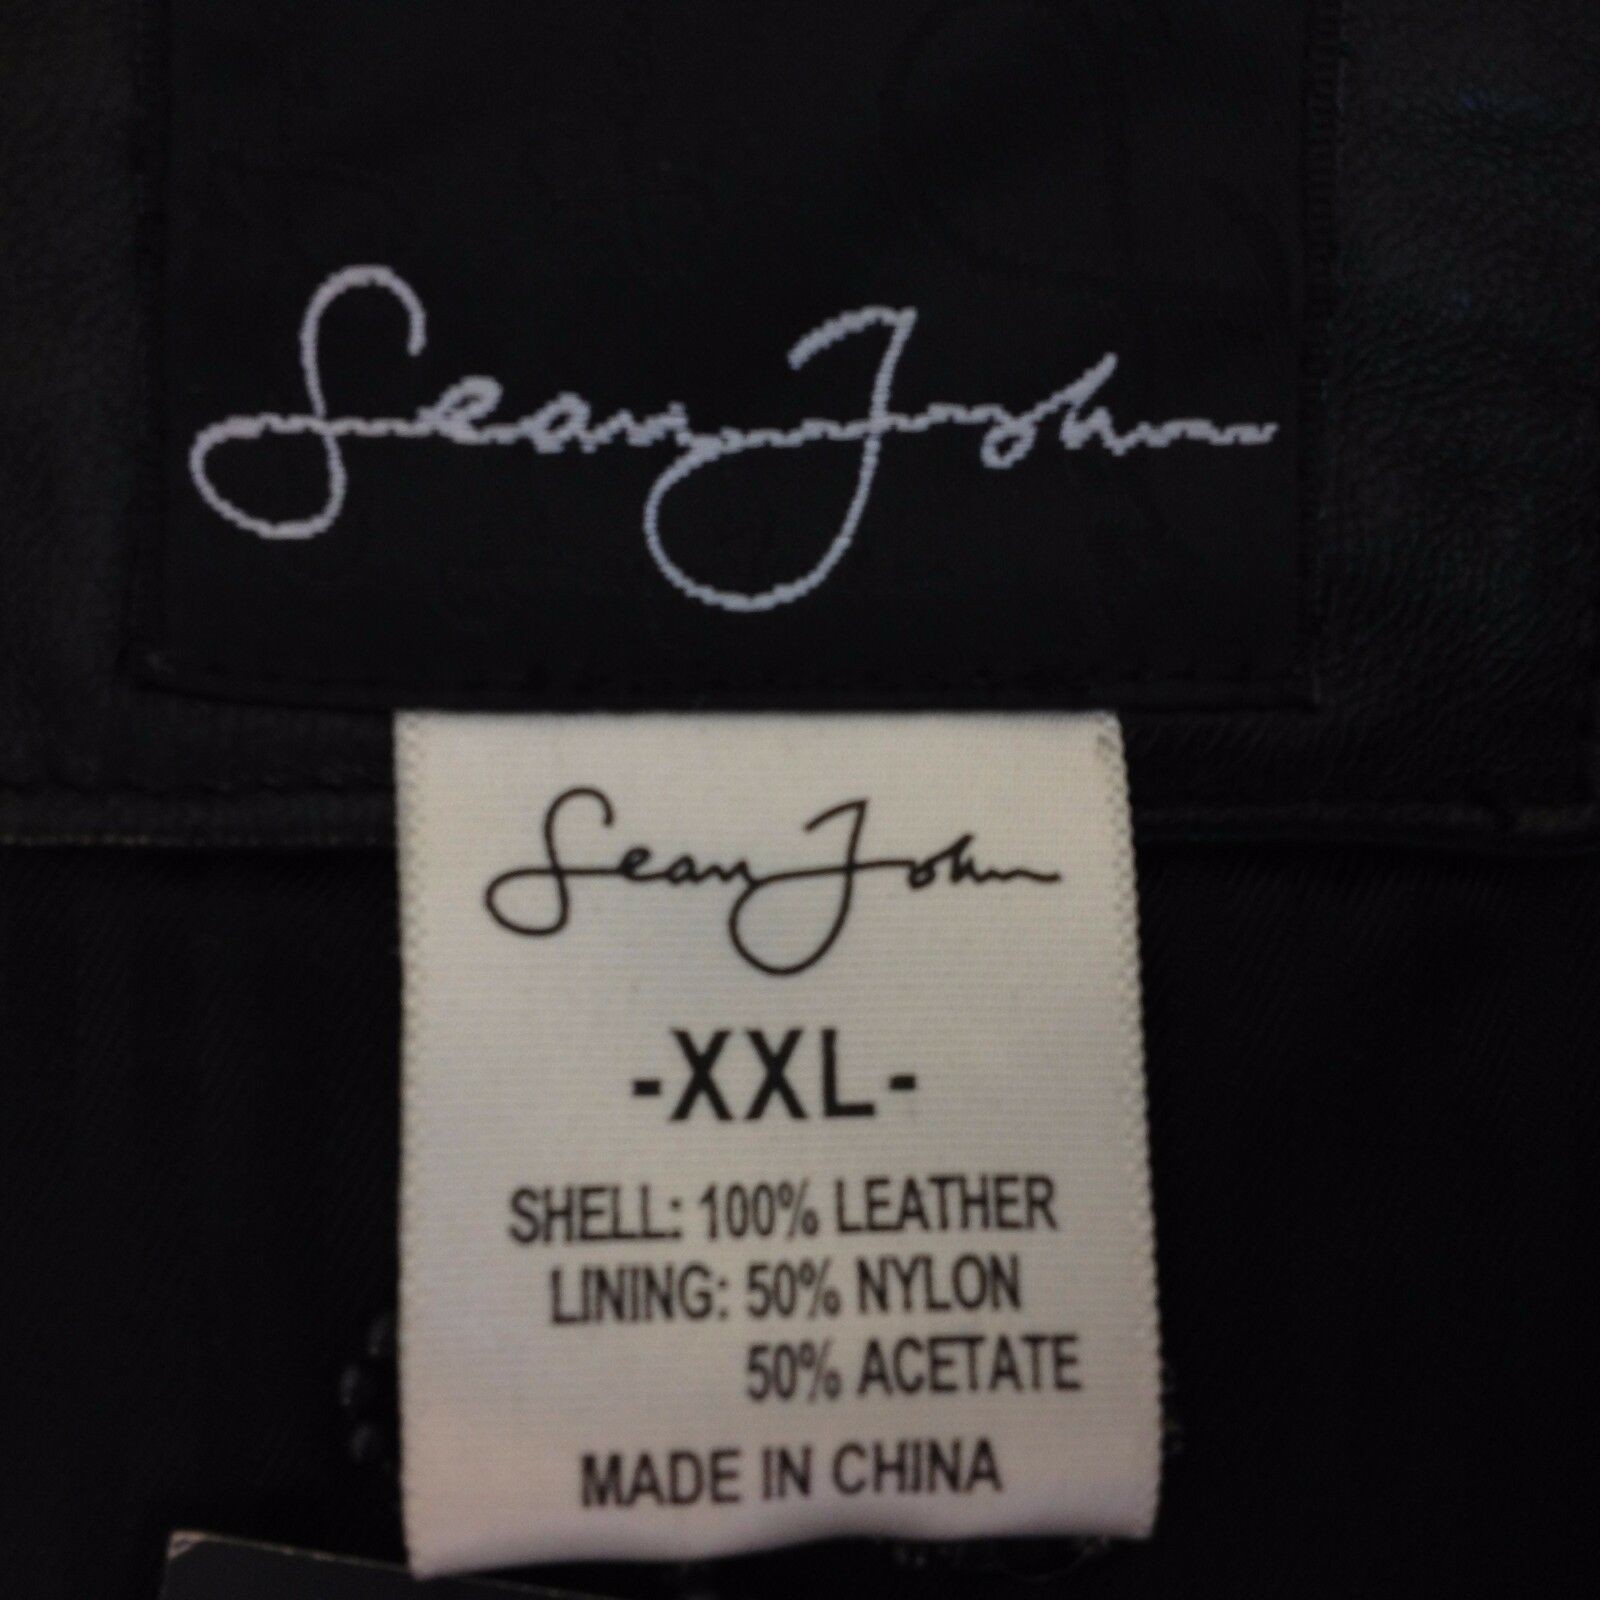 Sean John
Sean John
-XXL-
SHELL: 100% LEATHER
LINING: 50% NYLON
50% ACETATE
MADE IN CHINA